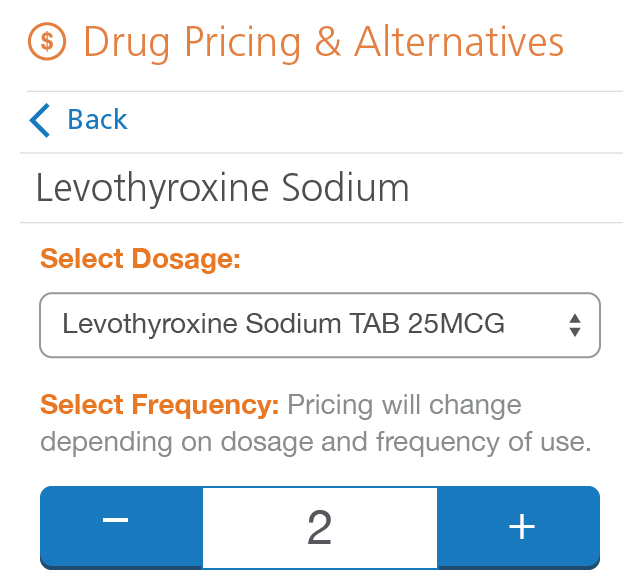 $ Drug Pricing & Alternatives
Back
Levothyroxine Sodium
Select Dosage:
Levothyroxine Sodium TAB 25MCG
Select Frequency: Pricing will change
depending on dosage and frequency of use.
− 2 +